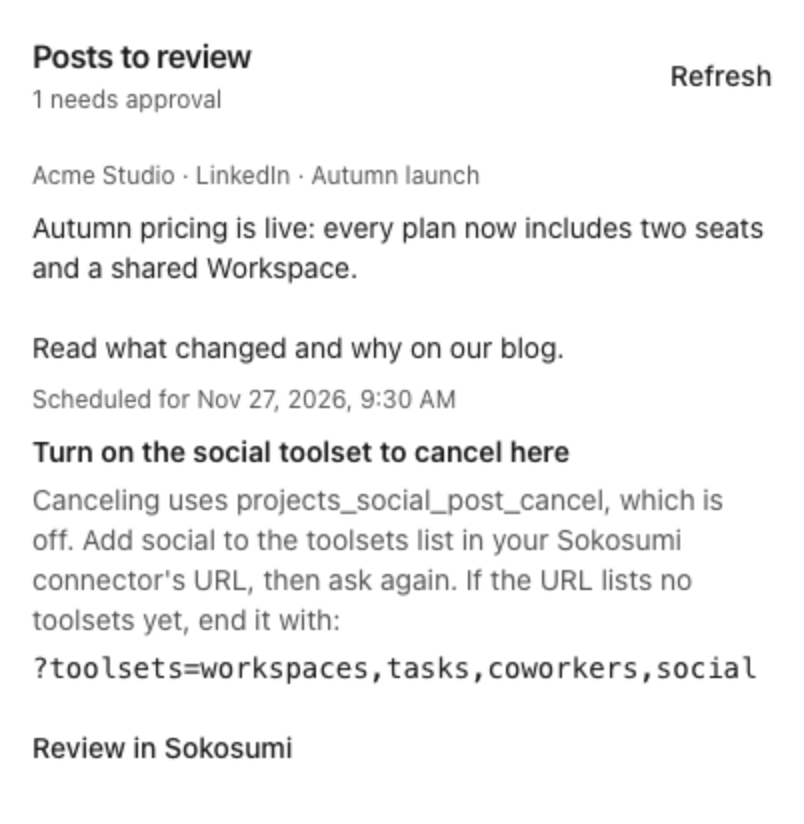 Posts to review
Refresh
1 needs approval
Acme Studio · LinkedIn · Autumn launch
Autumn pricing is live: every plan now includes two seats
and a shared Workspace.
Read what changed and why on our blog.
Scheduled for Nov 27, 2026, 9:30 AM
Turn on the social toolset to cancel here
Canceling uses projects_social_post_cancel, which is
off. Add social to the toolsets list in your Sokosumi
connector's URL, then ask again. If the URL lists no
toolsets yet, end it with:
?toolsets=workspaces,tasks,coworkers,social
Review in Sokosumi